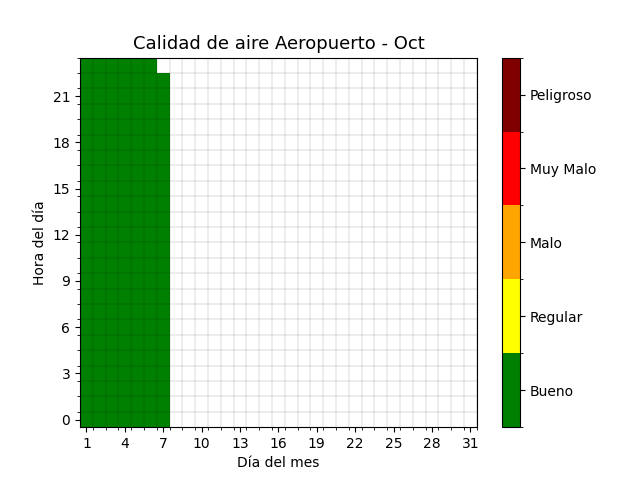 Calidad de aire Aeropuerto - Oct
Hora del día
21
18
15
12
9
6
3
0
1 4 7 10 13 16 19 22 25 28 31
Día del mes
Peligroso
Muy Malo
Malo
Regular
Bueno